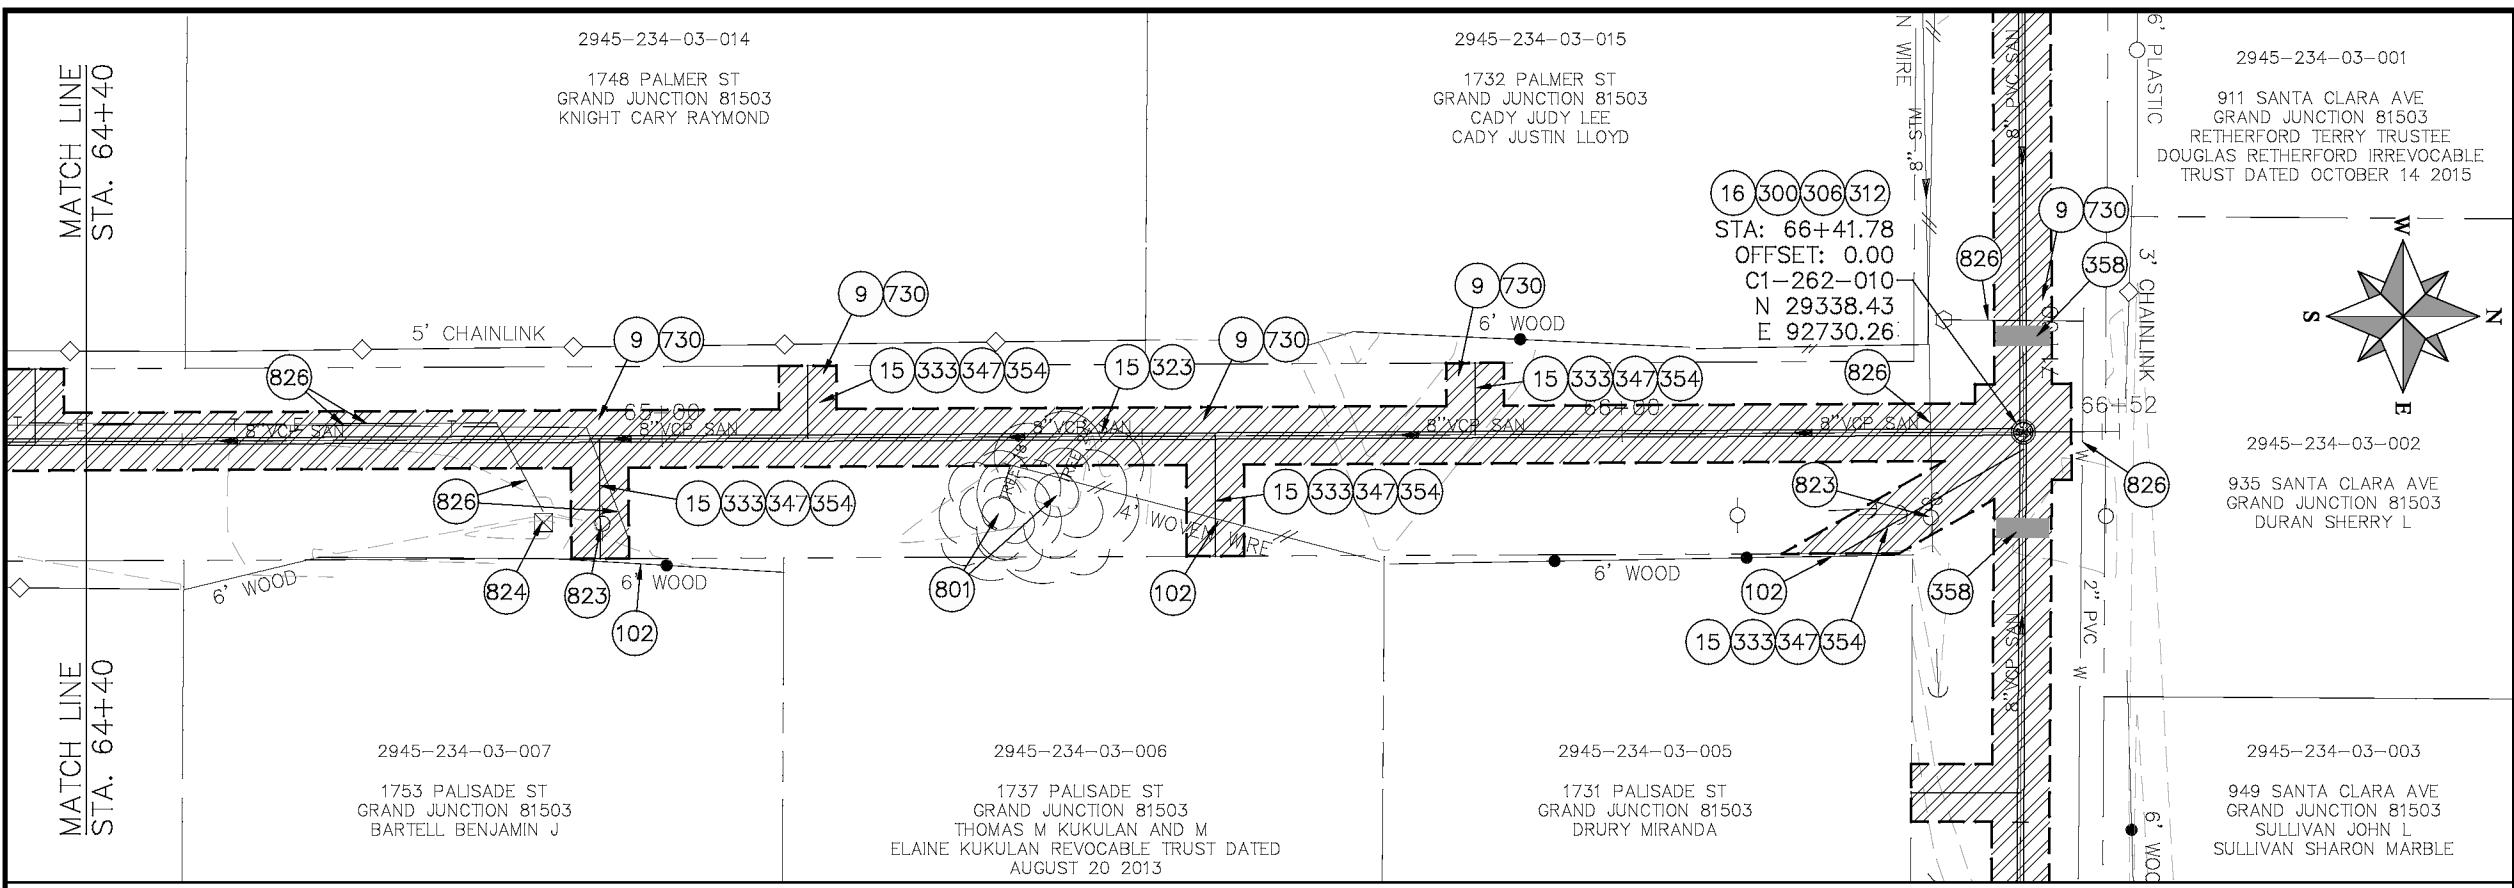 2945-234-03-014
1748 PALMER ST
GRAND JUNCTION 81503
KNIGHT CARY RAYMOND
2945-234-03-015
1732 PALMER ST
GRAND JUNCTION 81503
CADY JUDY LEE
CADY JUSTIN LLOYD
2945-234-03-001
911 SANTA CLARA AVE
GRAND JUNCTION 81503
RETHERFORD TERRY TRUSTEE
DOUGLAS RETHERFORD IRREVOCABLE
TRUST DATED OCTOBER 14 2015
MATCH LINE
STA. 64+40
N WIRE
WLS 8"
8" PVC SAN
6' PLASTIC
16 300 306 312
STA: 66+41.78
OFFSET: 0.00
C1-262-010
N 29338.43
E 92730.26
826
9 730
358
3' CHAINLINK
W
N
S
E
5' CHAINLINK
9 730
9 730
9 730
9 730
6' WOOD
826
15 333 347 354
15 323
15 333 347 354
826
65+00
66+00
66+52
8"VCP SAN
8"VCP SAN
8"VCP SAN
8"VCP SAN
8"VCP SAN
T
E
T
E
T
TREE 18"
TREE
826
15 333 347 354
15 333 347 354
823
826
W
2945-234-03-002
935 SANTA CLARA AVE
GRAND JUNCTION 81503
DURAN SHERRY L
4' WOVEN WIRE
6' WOOD
824
823
6' WOOD
102
801
102
6' WOOD
102
358
15 333 347 354
8"VCP SAN
2" PVC
W
MATCH LINE
STA. 64+40
2945-234-03-007
1753 PALISADE ST
GRAND JUNCTION 81503
BARTELL BENJAMIN J
2945-234-03-006
1737 PALISADE ST
GRAND JUNCTION 81503
THOMAS M KUKULAN AND M
ELAINE KUKULAN REVOCABLE TRUST DATED
AUGUST 20 2013
2945-234-03-005
1731 PALISADE ST
GRAND JUNCTION 81503
DRURY MIRANDA
2945-234-03-003
949 SANTA CLARA AVE
GRAND JUNCTION 81503
SULLIVAN JOHN L
SULLIVAN SHARON MARBLE
6' WOO